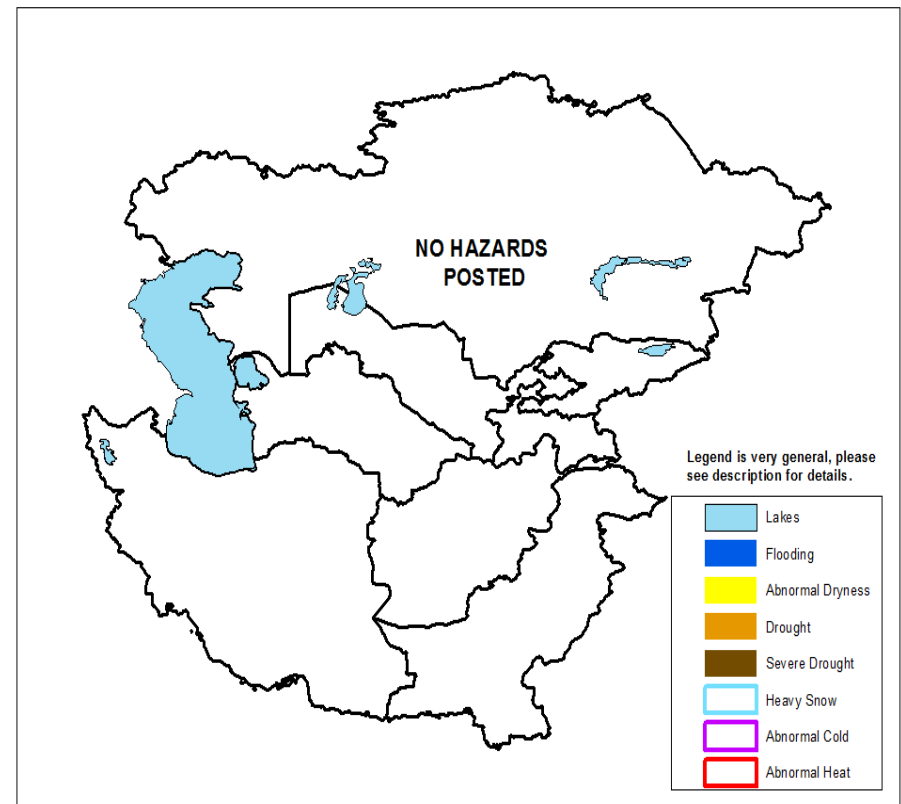 NO HAZARDS
POSTED
Legend is very general, please
see description for details.
Lakes
Flooding
Abnormal Dryness
Drought
Severe Drought
Heavy Snow
Abnormal Cold
Abnormal Heat